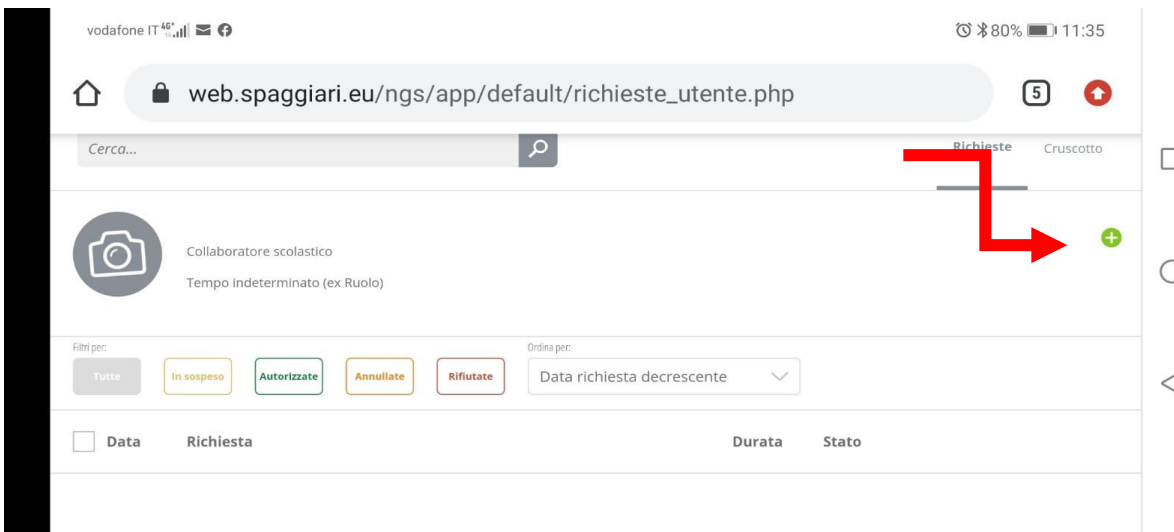 vodafone IT 4G+ 80% 11:35
web.spaggiari.eu/ngs/app/default/richieste_utente.php 5
Cerca... Richieste Cruscotto
Collaboratore scolastico
Tempo indeterminato (ex Ruolo)
Filtri per: Ordina per:
Tutte In sospeso Autorizzate Annullate Rifiutate Data richiesta decrescente
Data Richiesta Durata Stato